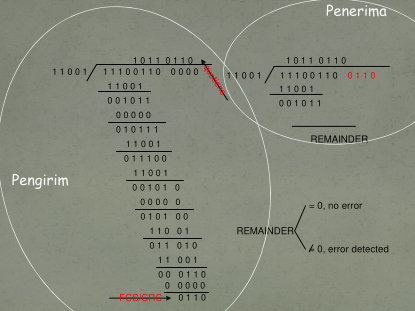 Penerima
1011 0110
11001 11100110 0000
11001
001011
00000
010111
11001
011100
11001
00101 0
0000 0
0101 00
110 01
011 010
11 001
00 0110
0 0000
FCS/CRC 0110
Pengirim
1011 0110
11001 11100110 0110
11001
001011
REMAINDER
REMAINDER
= 0, no error
≠ 0, error detected